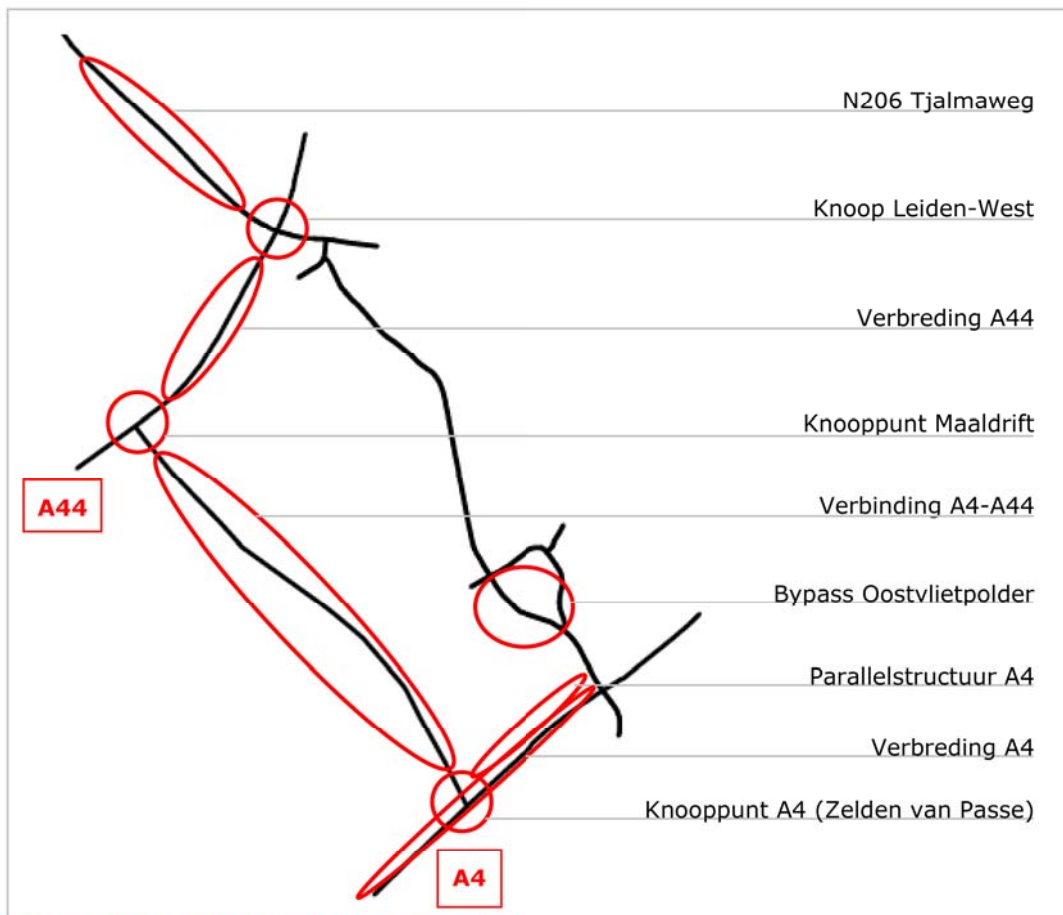 N206 Tjalmaweg
Knoop Leiden-West
Verbreding A44
Knooppunt Maaldrift
A44
Verbinding A4-A44
Bypass Oostvlietpolder
Parallelstructuur A4
Verbreding A4
Knooppunt A4 (Zelden van Passe)
A4